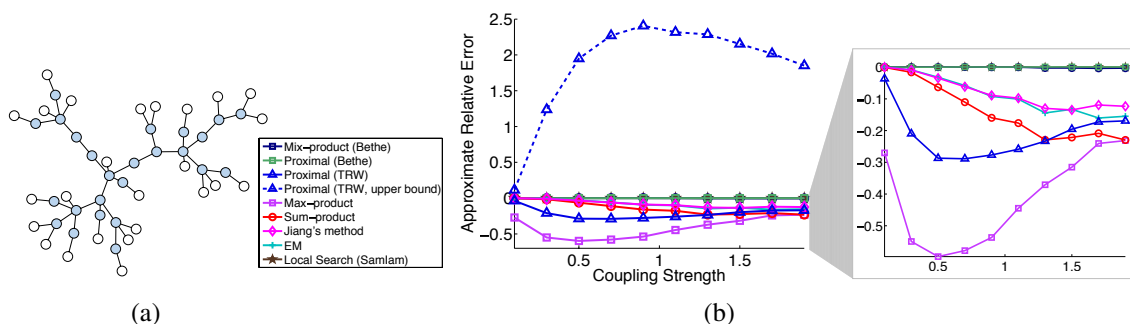 Mix−product (Bethe)
Proximal (Bethe)
Proximal (TRW)
Proximal (TRW, upper bound)
Max−product
Sum−product
Jiang's method
EM
Local Search (Samlam)
(a)
Approximate Relative Error
2.5
2
1.5
1
0.5
0
−0.5
0.5
1
1.5
Coupling Strength
0
−0.1
−0.2
−0.3
−0.4
−0.5
0.5
1
1.5
(b)